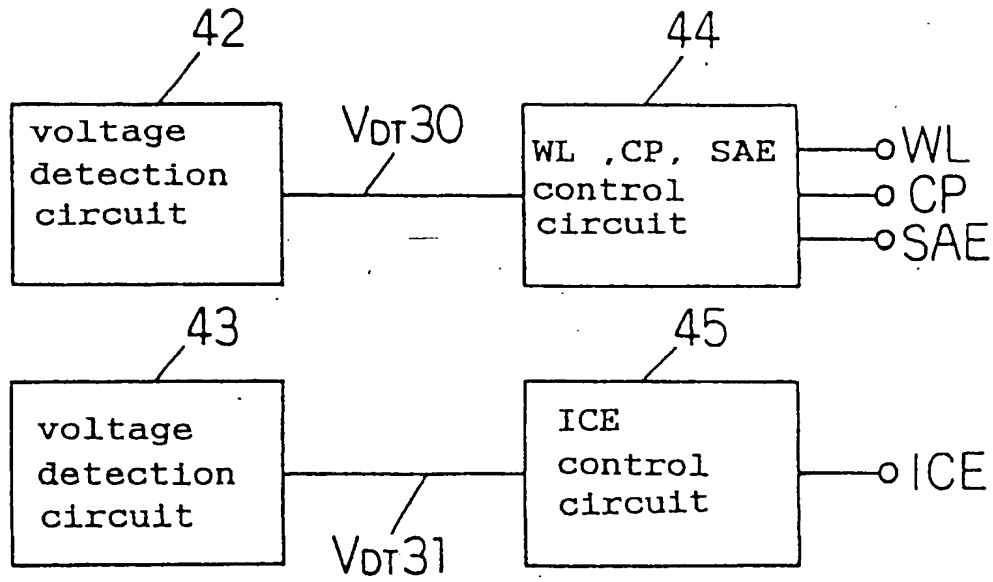 42
44
voltage
detection
circuit
VDT30
WL ,CP, SAE
control
circuit
WL
CP
SAE
43
45
voltage
detection
circuit
VDT31
ICE
control
circuit
ICE